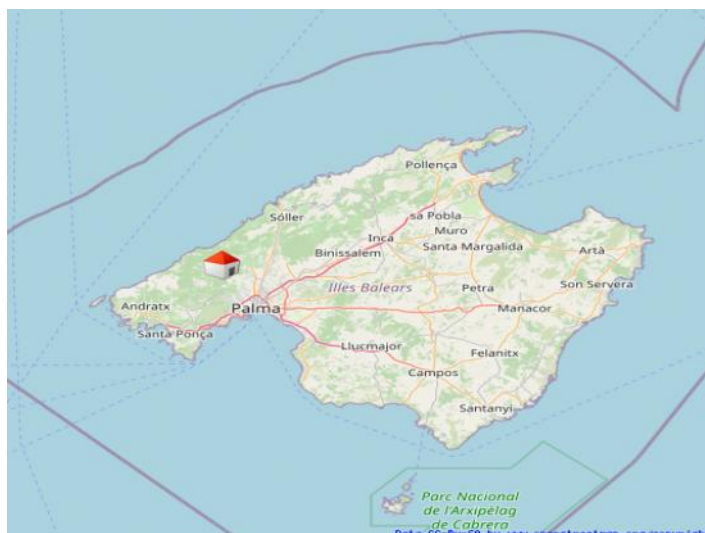 Pollença
sa Pobla
Sóller
Muro
Inca
Santa Margalida
Artà
Binissalem
Son Servera
Illes Balears
Petra
Andratx
Palma
Manacor
Santa Ponça
Llucmajor
Felanitx
Campos
Santanyí
Parc Nacional
de l'Arxipèlag
de Cabrera